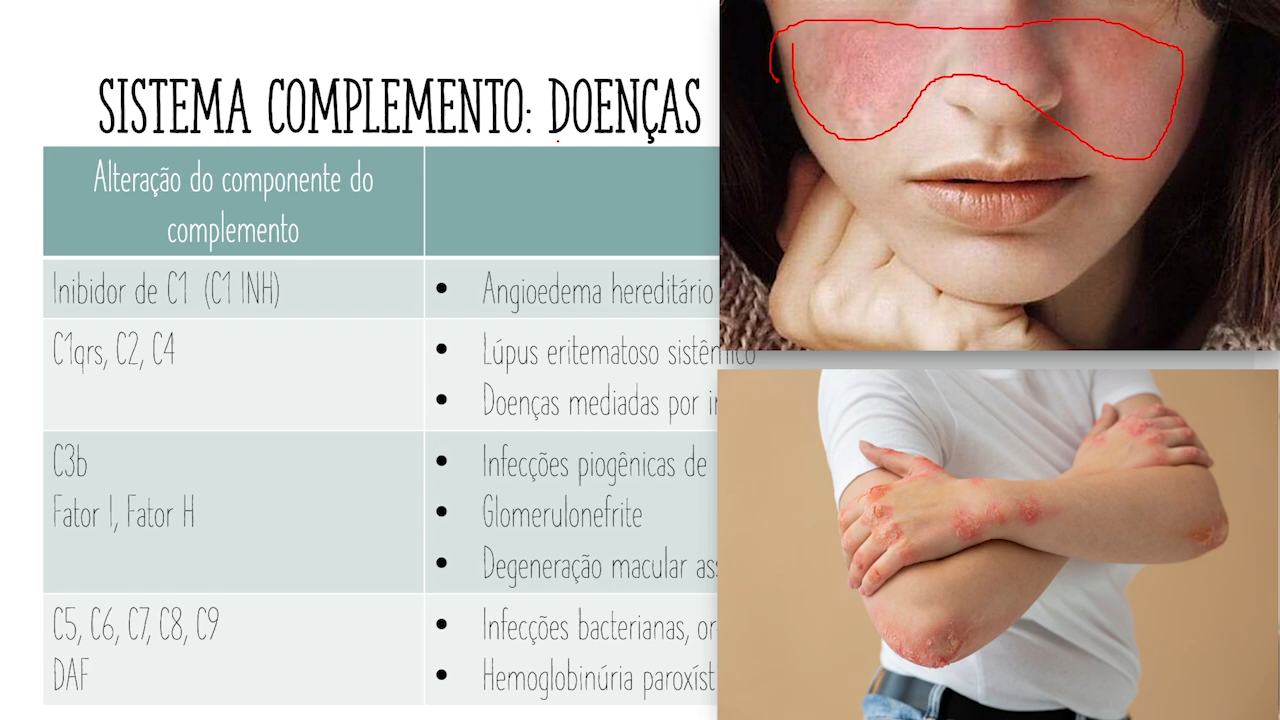 SISTEMA COMPLEMENTO: DOENÇAS
Alteração do componente do
complemento
Inibidor de C1 (C1 INH)
• Angioedema hereditário
C1qrs, C2, C4
• Lúpus eritematoso sistêmico
• Doenças mediadas por
C3b
Fator I, Fator H
• Infecções piogênicas de
• Glomerulonefrite
• Degeneração macular
C5, C6, C7, C8, C9
DAF
• Infecções bacterianas,
• Hemoglobinúria